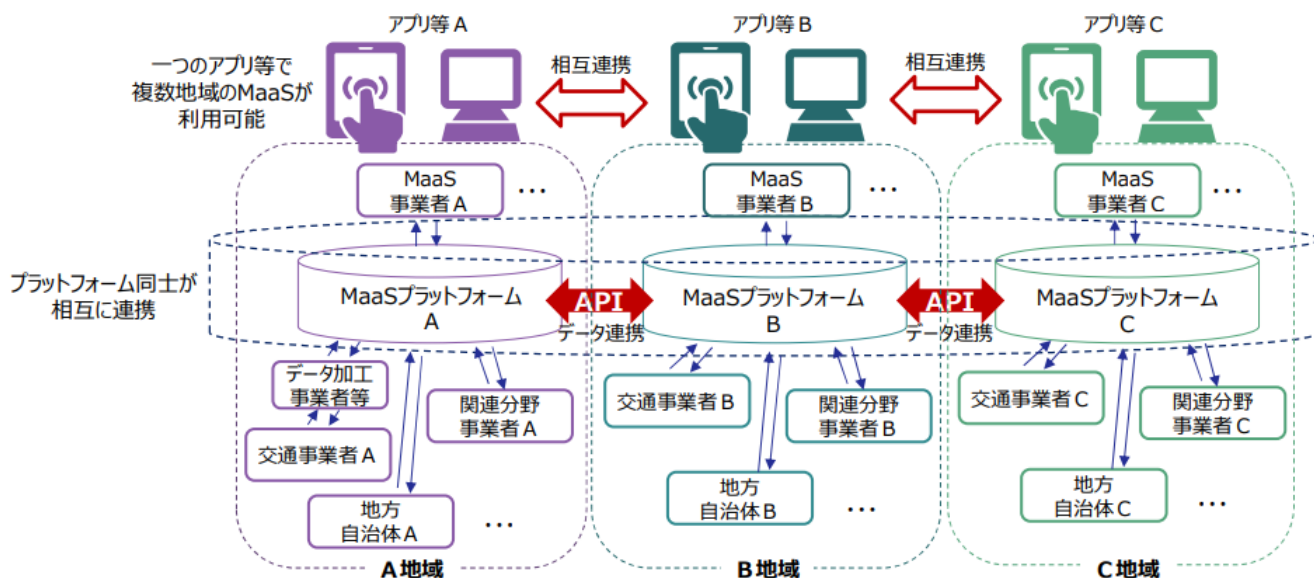 アプリ等A
アプリ等B
アプリ等C
一つのアプリ等で
複数地域のMaaSが
利用可能
相互連携
相互連携
MaaS
事業者A
…
MaaS
事業者B
…
MaaS
事業者C
…
プラットフォーム同士が
相互に連携
MaaSプラットフォーム
A
API
データ連携
MaaSプラットフォーム
B
API
データ連携
MaaSプラットフォーム
C
データ加工
事業者等
交通事業者A
関連分野
事業者A
地方
自治体A
…
交通事業者B
関連分野
事業者B
地方
自治体B
…
交通事業者C
関連分野
事業者C
地方
自治体C
…
A地域
B地域
C地域